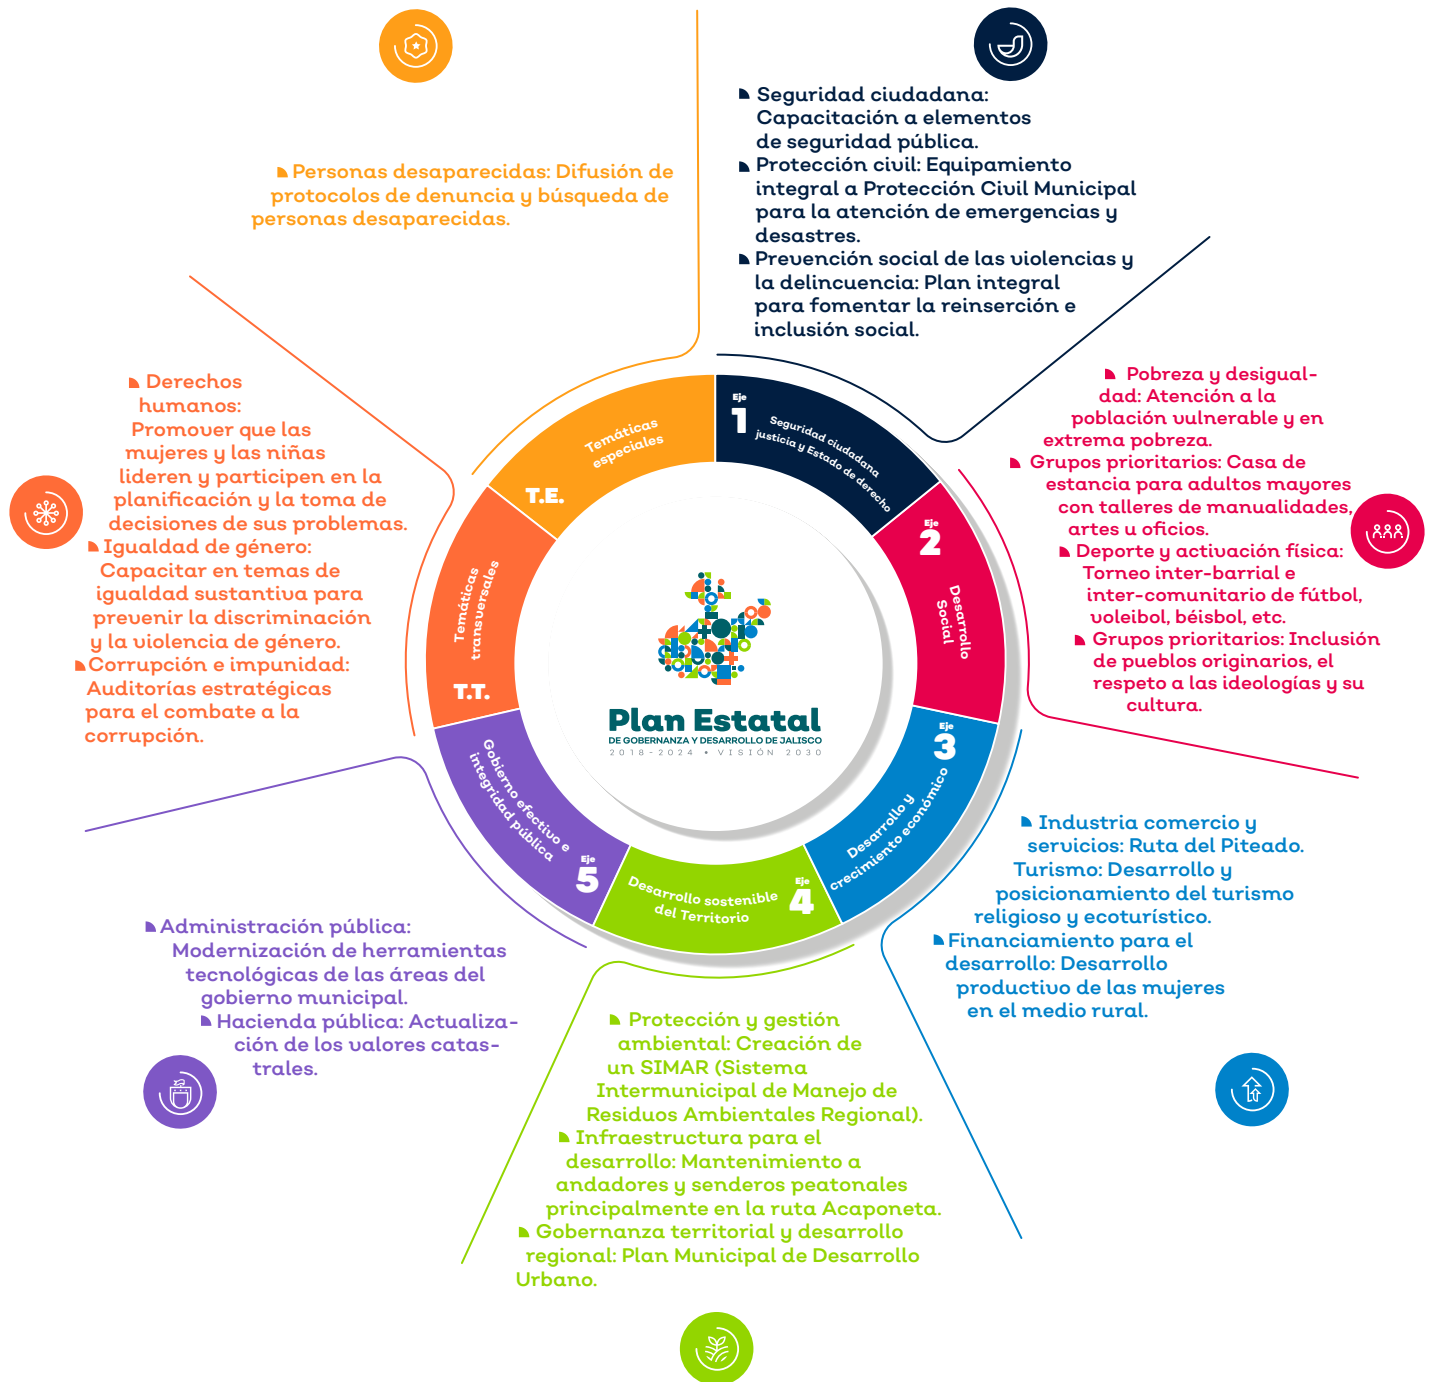 Personas desaparecidas: Difusión de
protocolos de denuncia y búsqueda de
personas desaparecidas.
Seguridad ciudadana:
Capacitación a elementos
de seguridad pública.
Protección civil: Equipamiento
integral a Protección Civil Municipal
para la atención de emergencias y
desastres.
Prevención social de las violencias y
la delincuencia: Plan integral
para fomentar la reinserción e
inclusión social.
Pobreza y desigual-
dad: Atención a la
población vulnerable y en
extrema pobreza.
Grupos prioritarios: Casa de
estancia para adultos mayores
con talleres de manualidades,
artes u oficios.
Deporte y activación física:
Torneo inter-barrial e
inter-comunitario de fútbol,
voleibol, béisbol, etc.
Grupos prioritarios: Inclusión
de pueblos originarios, el
respeto a las ideologías y su
cultura.
Derechos
humanos:
Promover que las
mujeres y las niñas
lideren y participen en la
planificación y la toma de
decisiones de sus problemas.
Igualdad de género:
Capacitar en temas de
igualdad sustantiva para
prevenir la discriminación
y la violencia de género.
Corrupción e impunidad:
Auditorías estratégicas
para el combate a la
corrupción.
Temáticas
especiales
T.E.
Eje
1
Seguridad ciudadana
justicia y Estado de derecho
Eje
2
Desarrollo
Social
Temáticas
transversales
T.T.
Plan Estatal
DE GOBERNANZA Y DESARROLLO DE JALISCO
2018-2024 • VISIÓN 2030
Eje
3
Desarrollo y
crecimiento económico
Gobierno efectivo e
integridad pública
Eje
5
Desarrollo sostenible
del Territorio
Eje
4
Industria comercio y
servicios: Ruta del Piteado.
Turismo: Desarrollo y
posicionamiento del turismo
religioso y ecoturístico.
Financiamiento para el
desarrollo: Desarrollo
productivo de las mujeres
en el medio rural.
Administración pública:
Modernización de herramientas
tecnológicas de las áreas del
gobierno municipal.
Hacienda pública: Actualiza-
ción de los valores catas-
trales.
Protección y gestión
ambiental: Creación de
un SIMAR (Sistema
Intermunicipal de Manejo de
Residuos Ambientales Regional).
Infraestructura para el
desarrollo: Mantenimiento a
andadores y senderos peatonales
principalmente en la ruta Acaponeta.
Gobernanza territorial y desarrollo
regional: Plan Municipal de Desarrollo
Urbano.